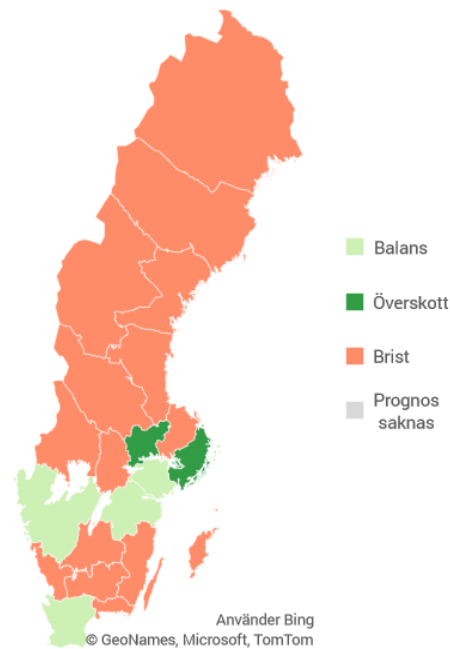 Balans
Överskott
Brist
Prognos
saknas
Använder Bing
© GeoNames, Microsoft, TomTom